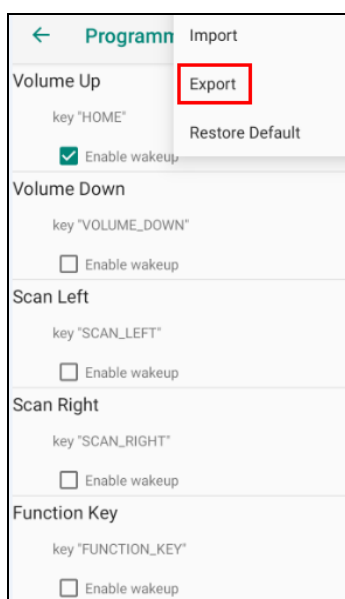 Programm
Import
Volume Up
Export
key "HOME"
Restore Default
Enable wakeup
Volume Down
key "VOLUME_DOWN"
Enable wakeup
Scan Left
key "SCAN_LEFT"
Enable wakeup
Scan Right
key "SCAN_RIGHT"
Enable wakeup
Function Key
key "FUNCTION_KEY"
Enable wakeup